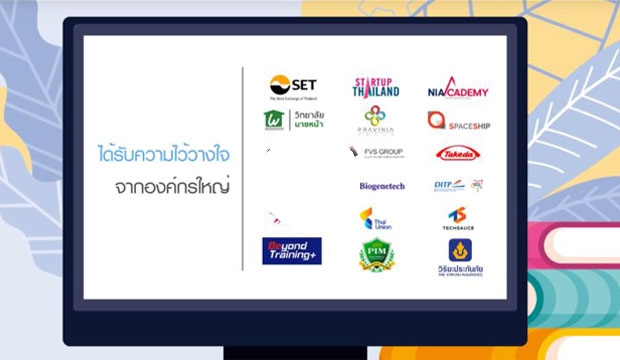 ได้รับความไว้วางใจ
จากองค์กรใหญ่
SET
The Stock Exchange of Thailand
STARTUP
THAILAND
NIA ACADEMY
วิทยาลัย
นายหน้า
PRAVINIA
SPACESHIP
FVS GROUP
Takeda
Biogenetech
DITP
Thai
Union
TECHSAUCE
Beyond
Training+
PIM
วิริยะประกันภัย
THE VIRIYAH INSURANCE